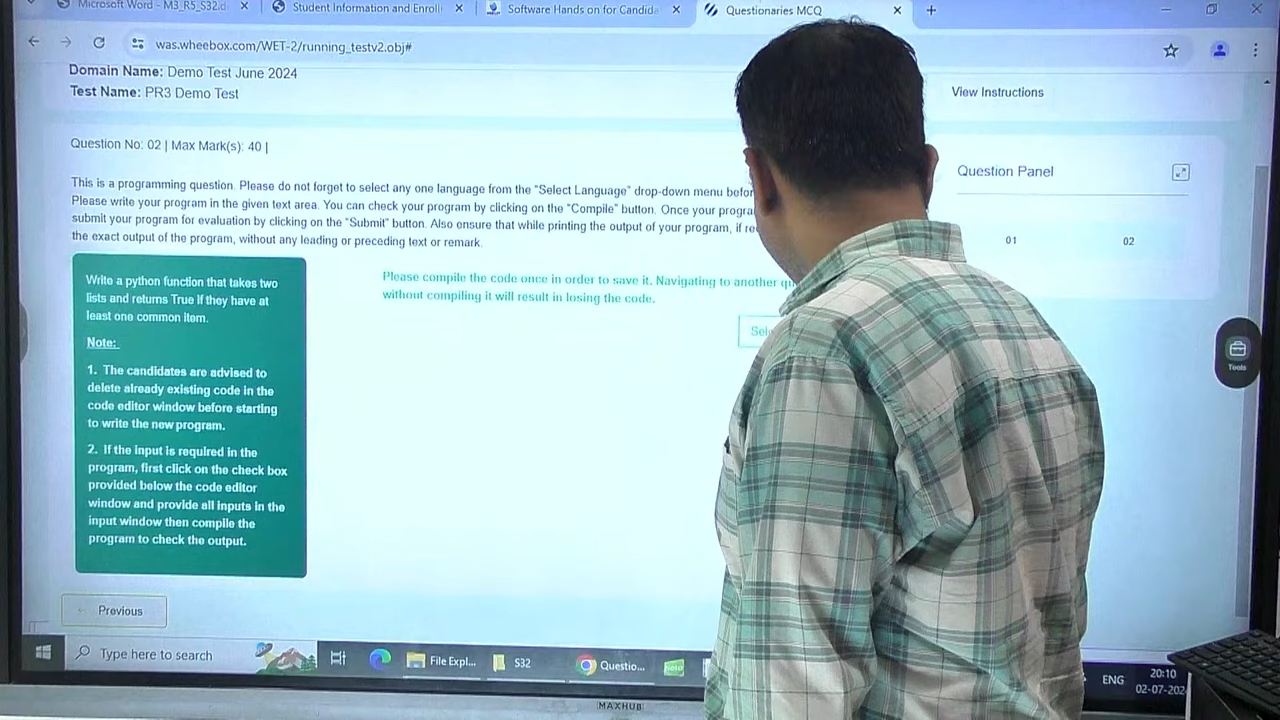 Microsoft Word - M3_R5_S32.d
Student Information and Enroll
Software Hands on for Candida
Questionaries MCQ
was.wheebox.com/WET-2/running_testv2.obj#
Domain Name: Demo Test June 2024
Test Name: PR3 Demo Test
View Instructions
Question No: 02 | Max Mark(s): 40 |
Question Panel
01
02
This is a programming question. Please do not forget to select any one language from the "Select Language" drop-down menu
Please write your program in the given text area. You can check your program by clicking on the "Compile" button. Once your
submit your program for evaluation by clicking on the "Submit" button. Also ensure that while printing the output of your program, if
the exact output of the program, without any leading or preceding text or remark.
Write a python function that takes two
lists and returns True if they have at
least one common item.
Note:
1. The candidates are advised to
delete already existing code in the
code editor window before starting
to write the new program.
2. If the input is required in the
program, first click on the check box
provided below the code editor
window and provide all inputs in the
input window then compile the
program to check the output.
Please compile the code once in order to save it. Navigating to another
without compiling it will result in losing the code.
Tools
Previous
Type here to search
File Expl...
S32
Questio...
ENG
20:10
02-07-202
MAXHUB